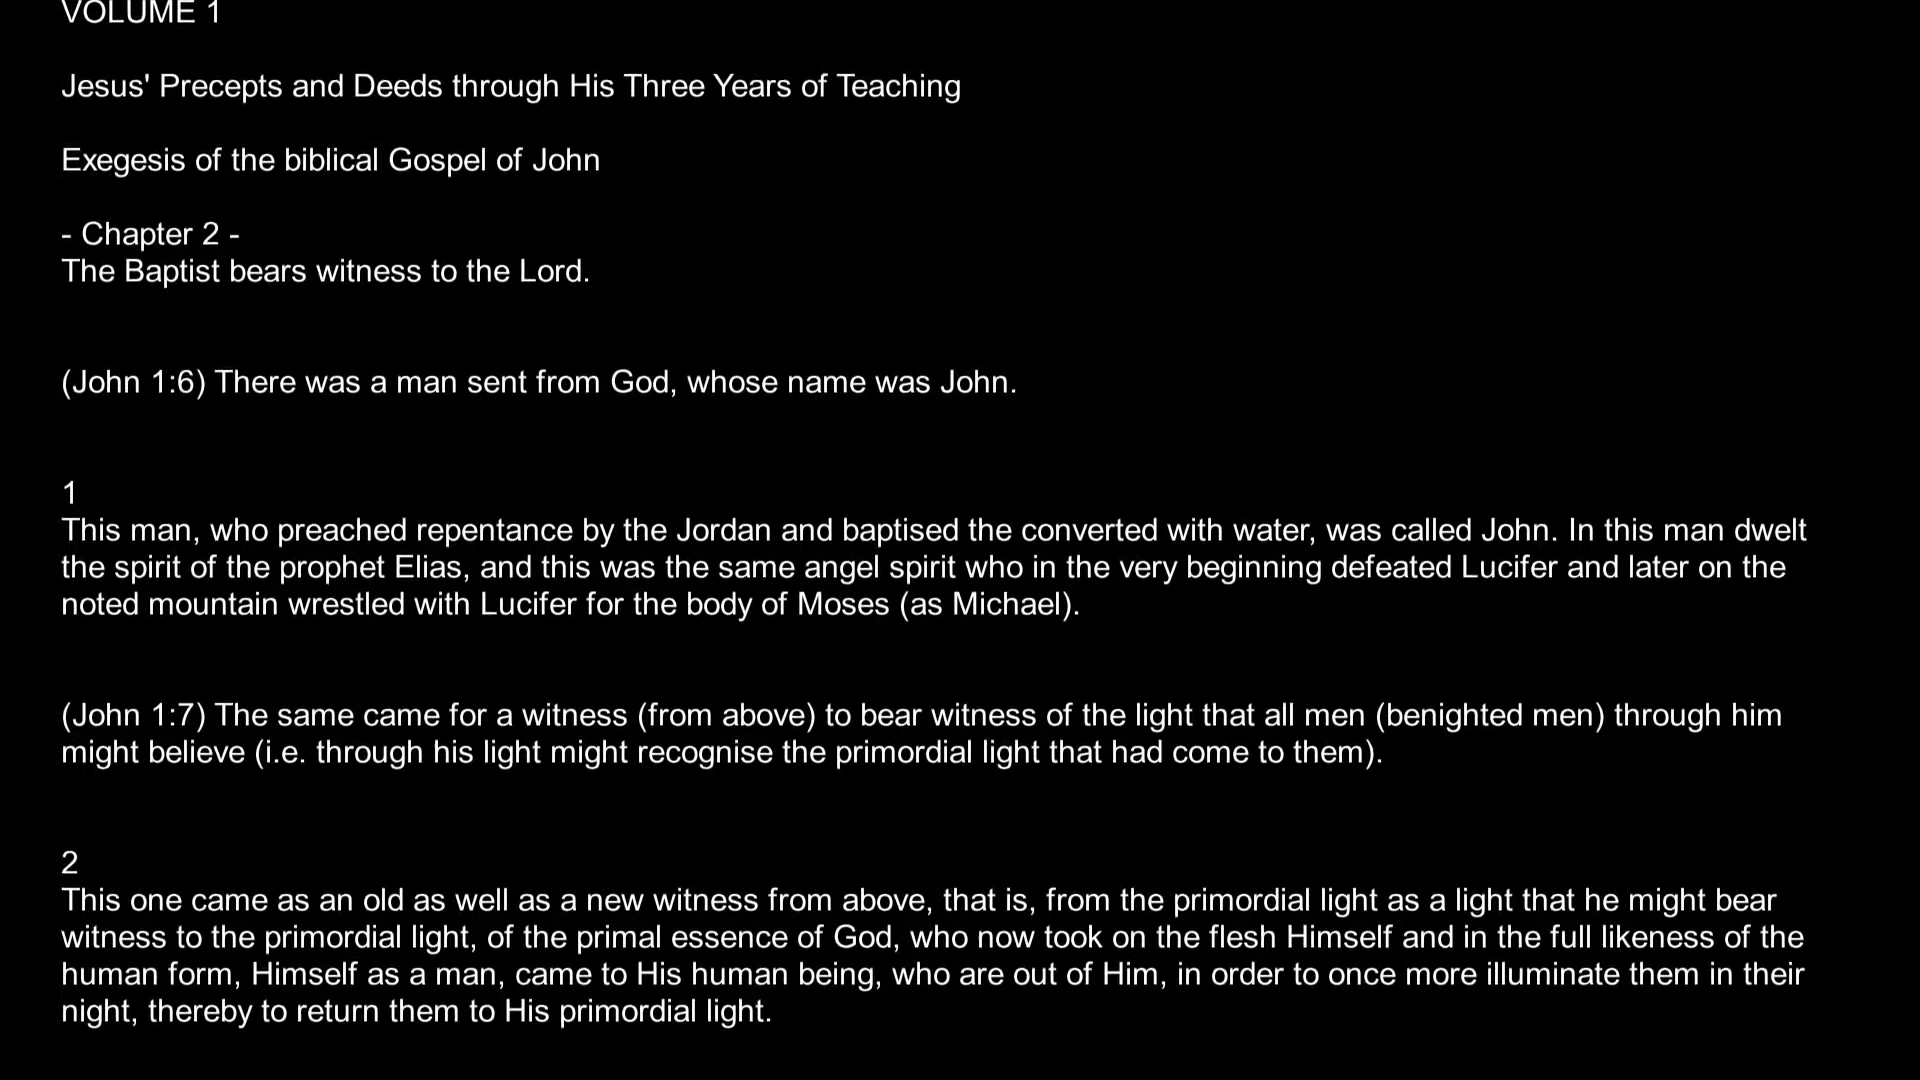 VOLUME 1
Jesus' Precepts and Deeds through His Three Years of Teaching
Exegesis of the biblical Gospel of John
- Chapter 2 -
The Baptist bears witness to the Lord.
(John 1:6) There was a man sent from God, whose name was John.
1
This man, who preached repentance by the Jordan and baptised the converted with water, was called John. In this man dwelt
the spirit of the prophet Elias, and this was the same angel spirit who in the very beginning defeated Lucifer and later on the
noted mountain wrestled with Lucifer for the body of Moses (as Michael).
(John 1:7) The same came for a witness (from above) to bear witness of the light that all men (benighted men) through him
might believe (i.e. through his light might recognise the primordial light that had come to them).
2
This one came as an old as well as a new witness from above, that is, from the primordial light as a light that he might bear
witness to the primordial light, of the primal essence of God, who now took on the flesh Himself and in the full likeness of the
human form, Himself as a man, came to His human being, who are out of Him, in order to once more illuminate them in their
night, thereby to return them to His primordial light.